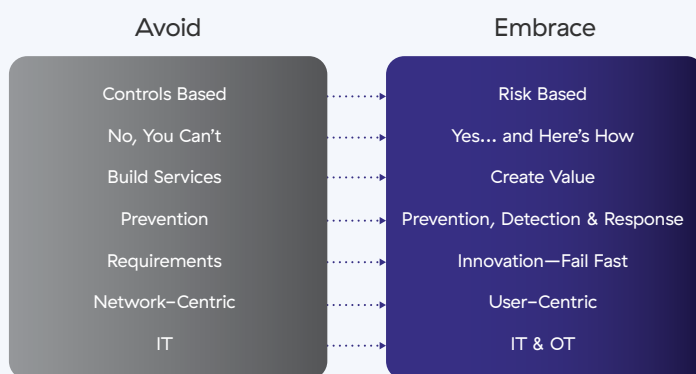 Avoid Embrace
Controls Based Risk Based
No, You Can't Yes... and Here's How
Build Services Create Value
Prevention Prevention, Detection & Response
Requirements Innovation—Fail Fast
Network-Centric User-Centric
IT IT & OT